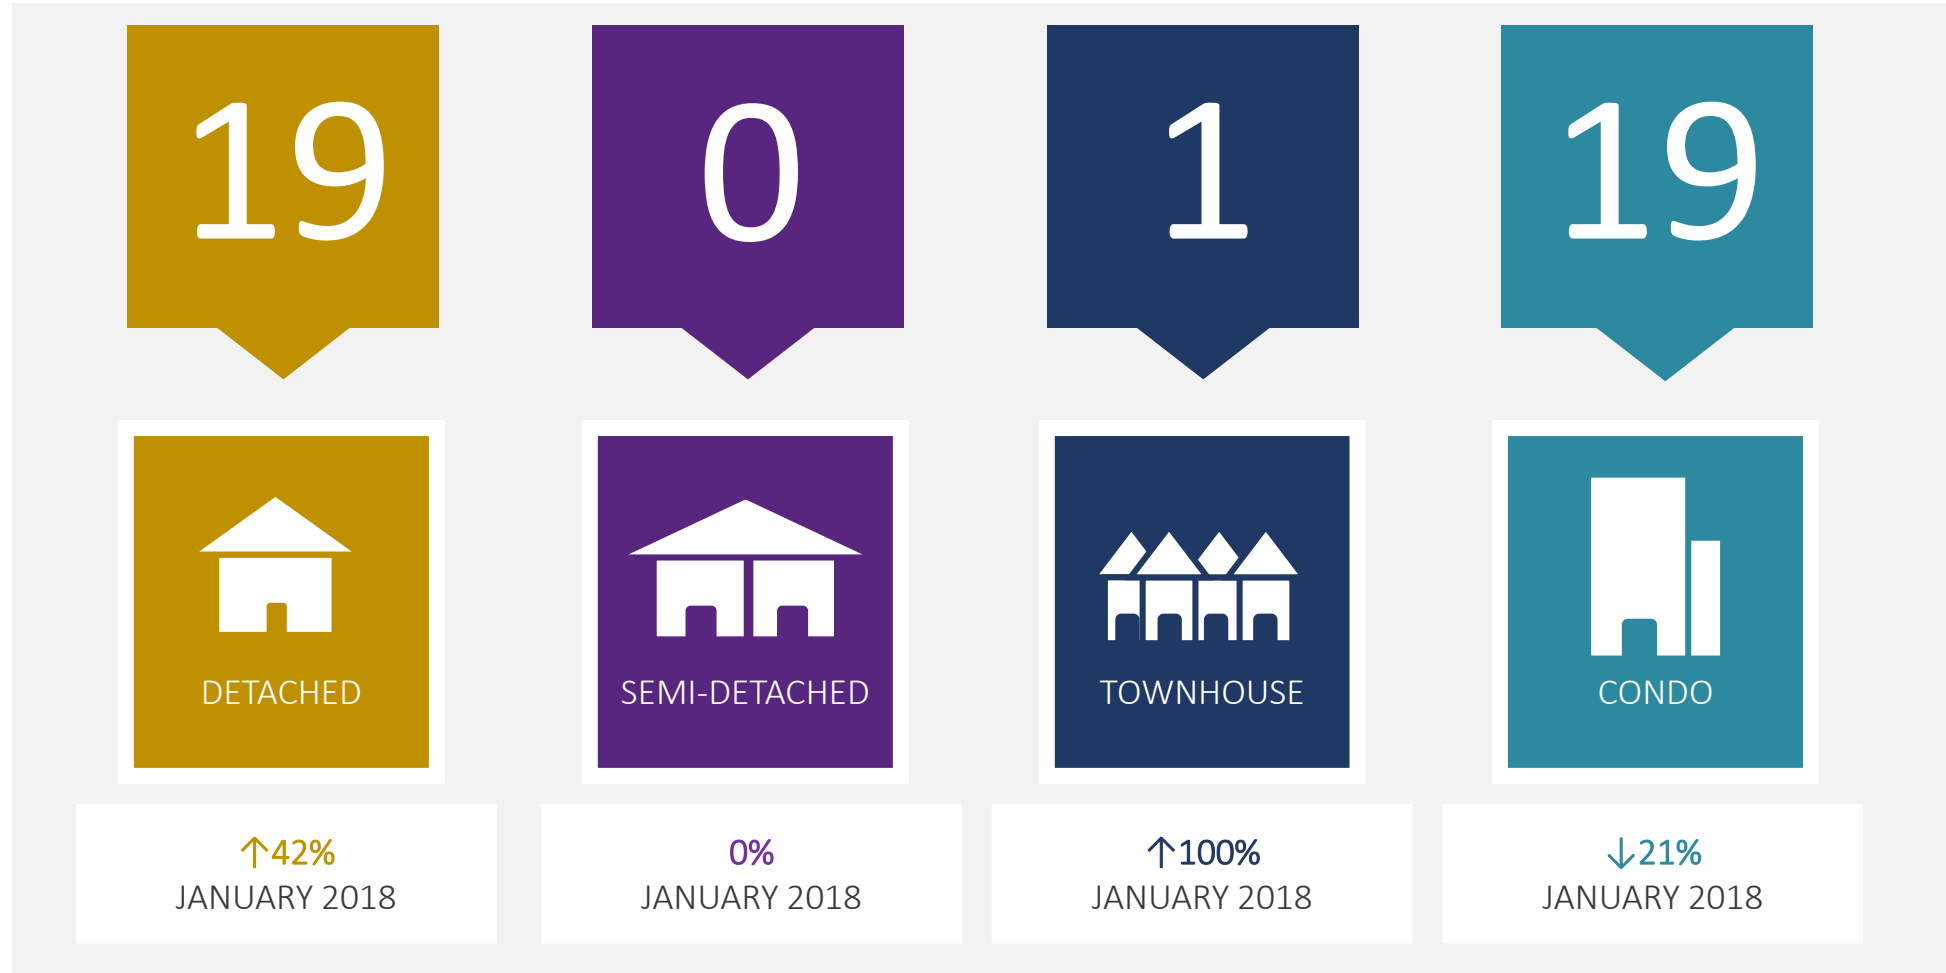 19
0
1
19
DETACHED
SEMI-DETACHED
TOWNHOUSE
CONDO
↑42%
JANUARY 2018
0%
JANUARY 2018
↑100%
JANUARY 2018
↓21%
JANUARY 2018